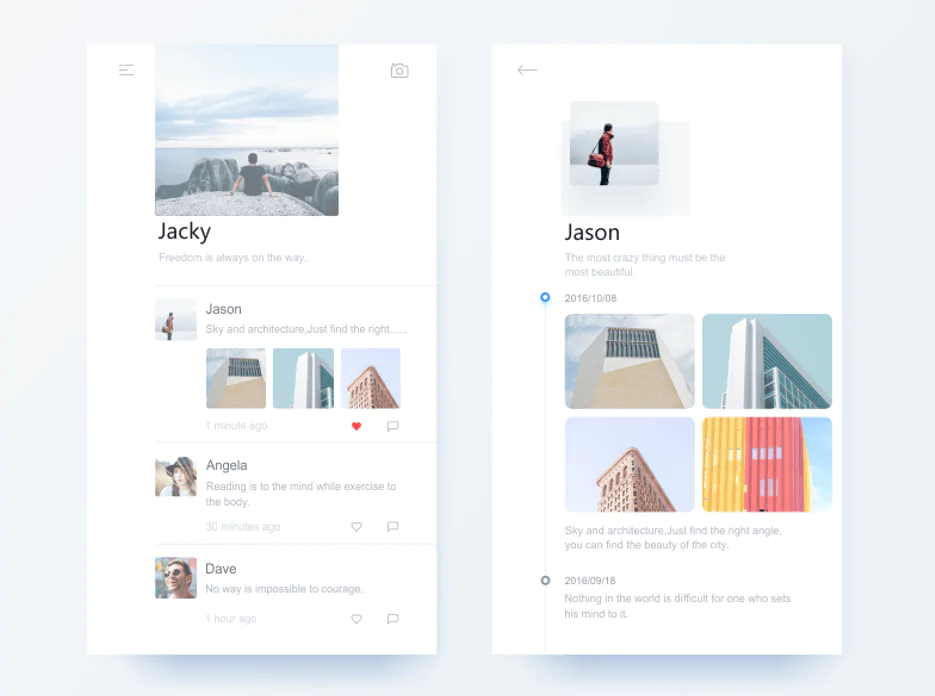 Jacky
Freedom is always on the way.
Jason
Sky and architecture,Just find the right......
1 minute ago
Angela
Reading is to the mind while exercise to
the body.
30 minutes ago
Dave
No way is impossible to courage.
1 hour ago
Jason
The most crazy thing must be the
most beautiful.
2016/10/08
Sky and architecture,Just find the right angle,
you can find the beauty of the city.
2016/09/18
Nothing in the world is difficult for one who sets
his mind to it.